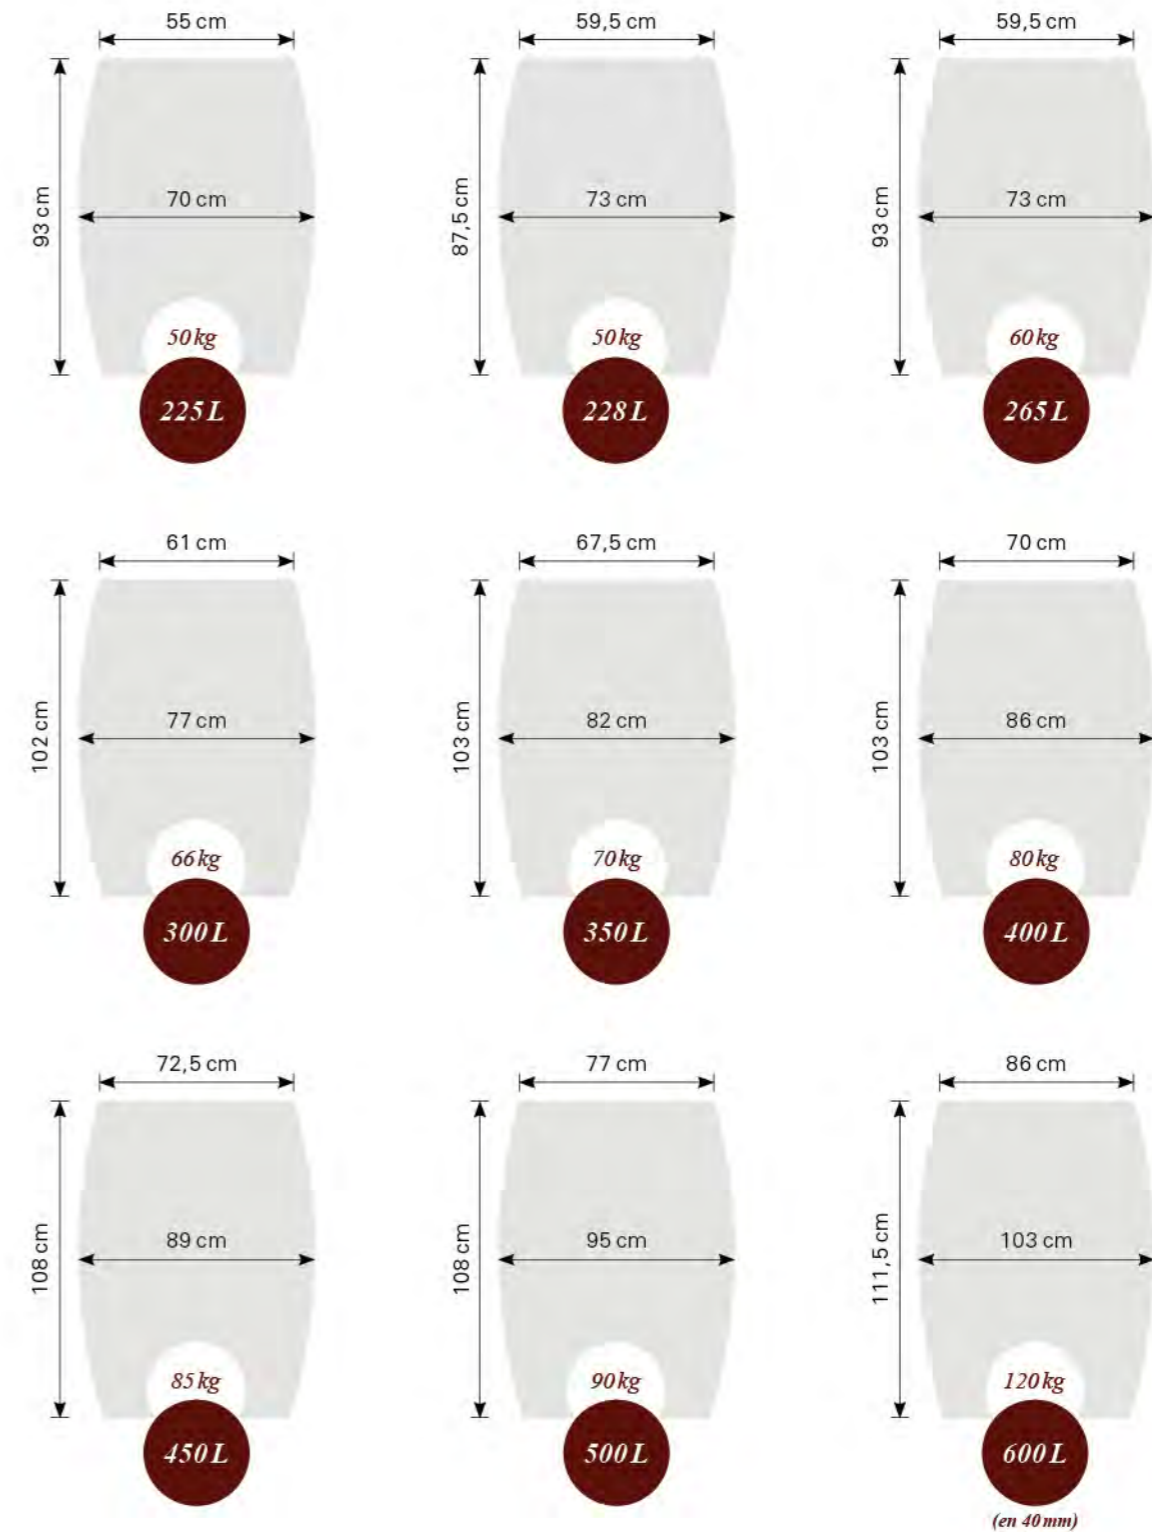 55 cm
93 cm
70 cm
50 kg
225 L
59,5 cm
87,5 cm
73 cm
50 kg
228 L
59,5 cm
93 cm
73 cm
60 kg
265 L
61 cm
102 cm
77 cm
66 kg
300 L
67,5 cm
103 cm
82 cm
70 kg
350 L
70 cm
103 cm
86 cm
80 kg
400 L
72,5 cm
108 cm
89 cm
85 kg
450 L
77 cm
108 cm
95 cm
90 kg
500 L
86 cm
111,5 cm
103 cm
120 kg
600 L
(en 40 mm)